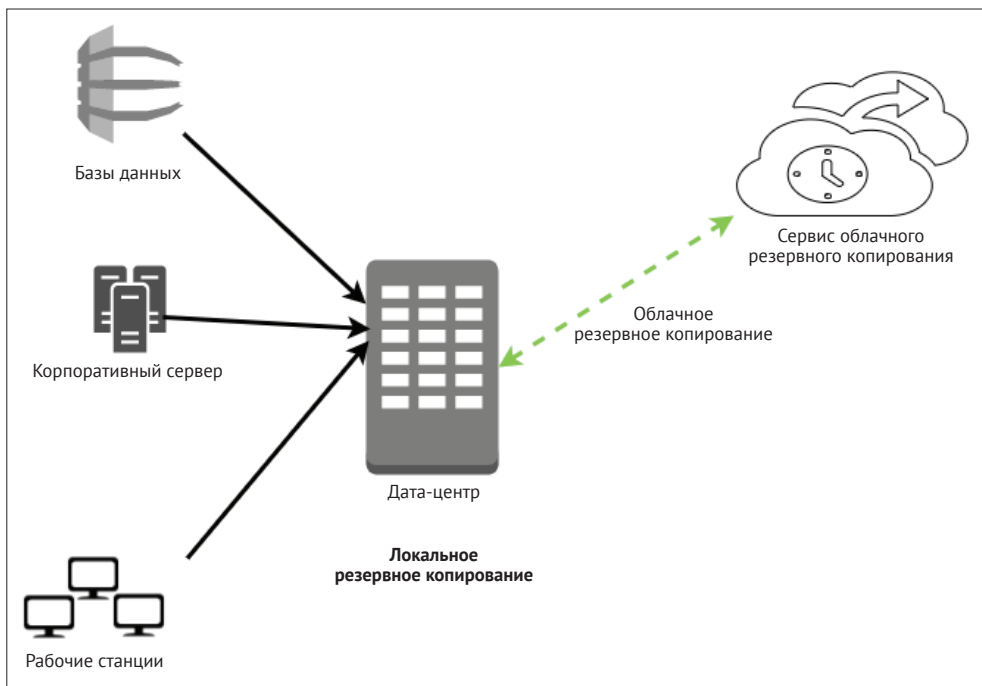 Базы данных
Сервис облачного
резервного копирования
Облачное
резервное копирование
Корпоративный сервер
Дата-центр
Локальное
резервное копирование
Рабочие станции